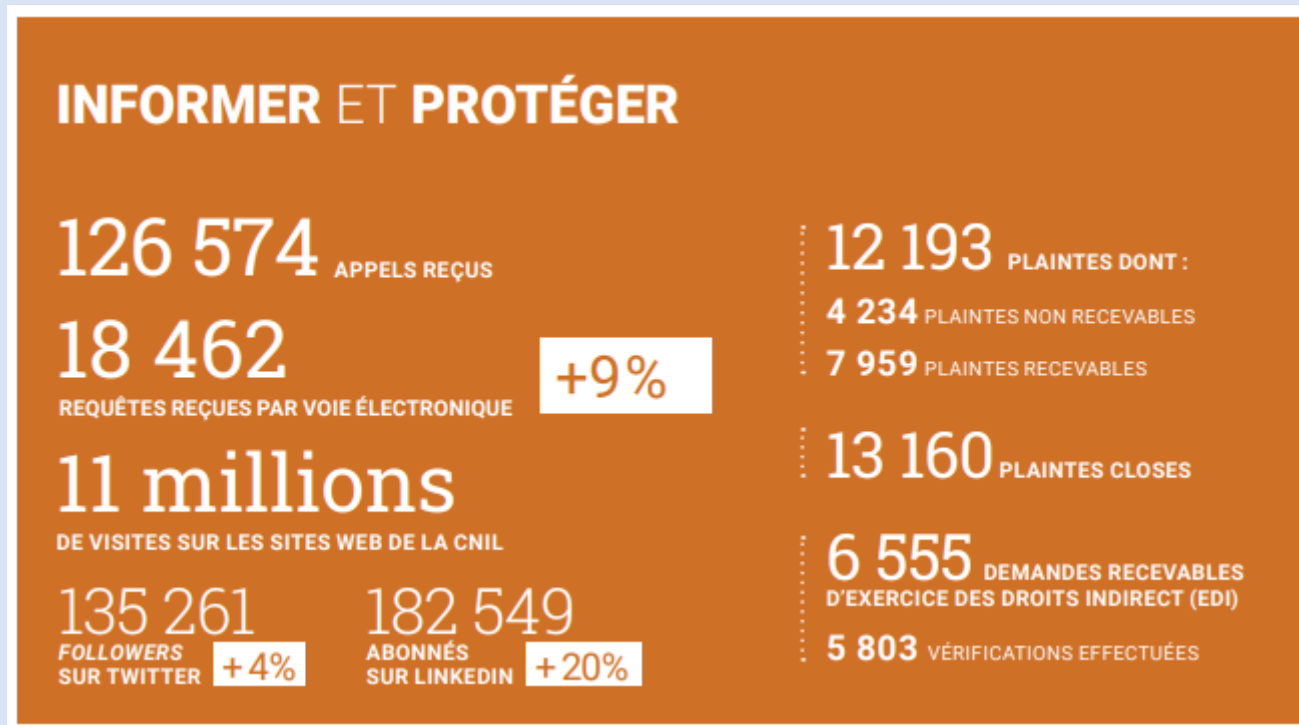 INFORMER ET PROTÉGER
126 574 APPELS REÇUS
18 462
REQUÊTES REÇUES PAR VOIE ÉLECTRONIQUE
+9%
11 millions
DE VISITES SUR LES SITES WEB DE LA CNIL
135 261
FOLLOWERS
SUR TWITTER +4%
182 549
ABONNÉS
SUR LINKEDIN +20%
12 193 PLAINTES DONT :
4 234 PLAINTES NON RECEVABLES
7 959 PLAINTES RECEVABLES
13 160 PLAINTES CLOSES
6 555 DEMANDES RECEVABLES
D'EXERCICE DES DROITS INDIRECT (EDI)
5 803 VÉRIFICATIONS EFFECTUÉES